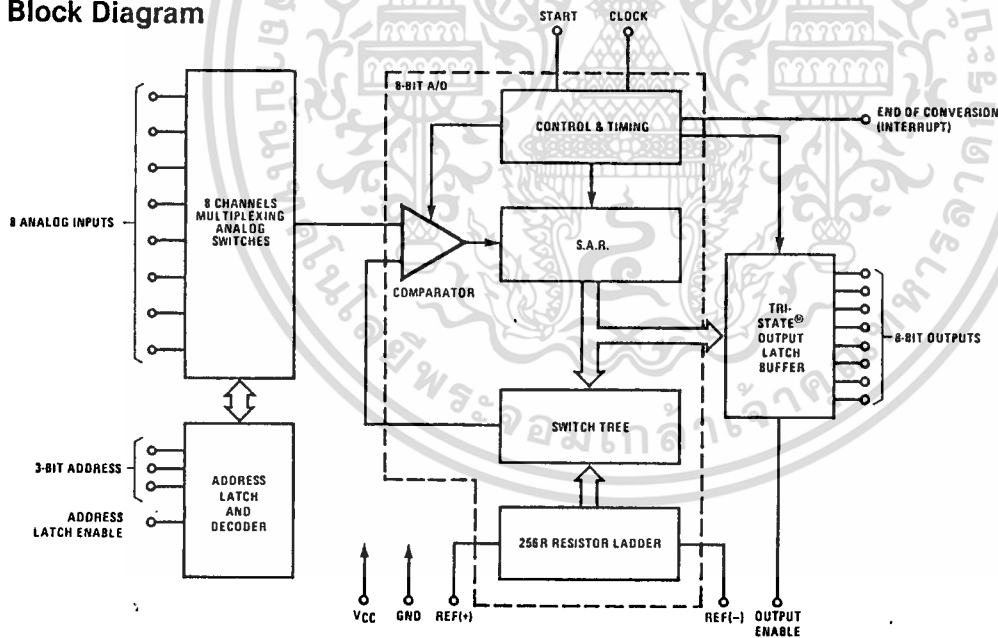 Block Diagram
START
CLOCK
8-BIT A/D
CONTROL & TIMING
END OF CONVERSION
(INTERRUPT)
8 ANALOG INPUTS
8 CHANNELS
MULTIPLEXING
ANALOG
SWITCHES
S.A.R.
COMPARATOR
TRI-
STATE®
OUTPUT
LATCH
BUFFER
8-BIT OUTPUTS
SWITCH TREE
3-BIT ADDRESS
ADDRESS
LATCH ENABLE
ADDRESS
LATCH
AND
DECODER
256R RESISTOR LADDER
VCC
GND
REF(+)
REF(−)
OUTPUT
ENABLE